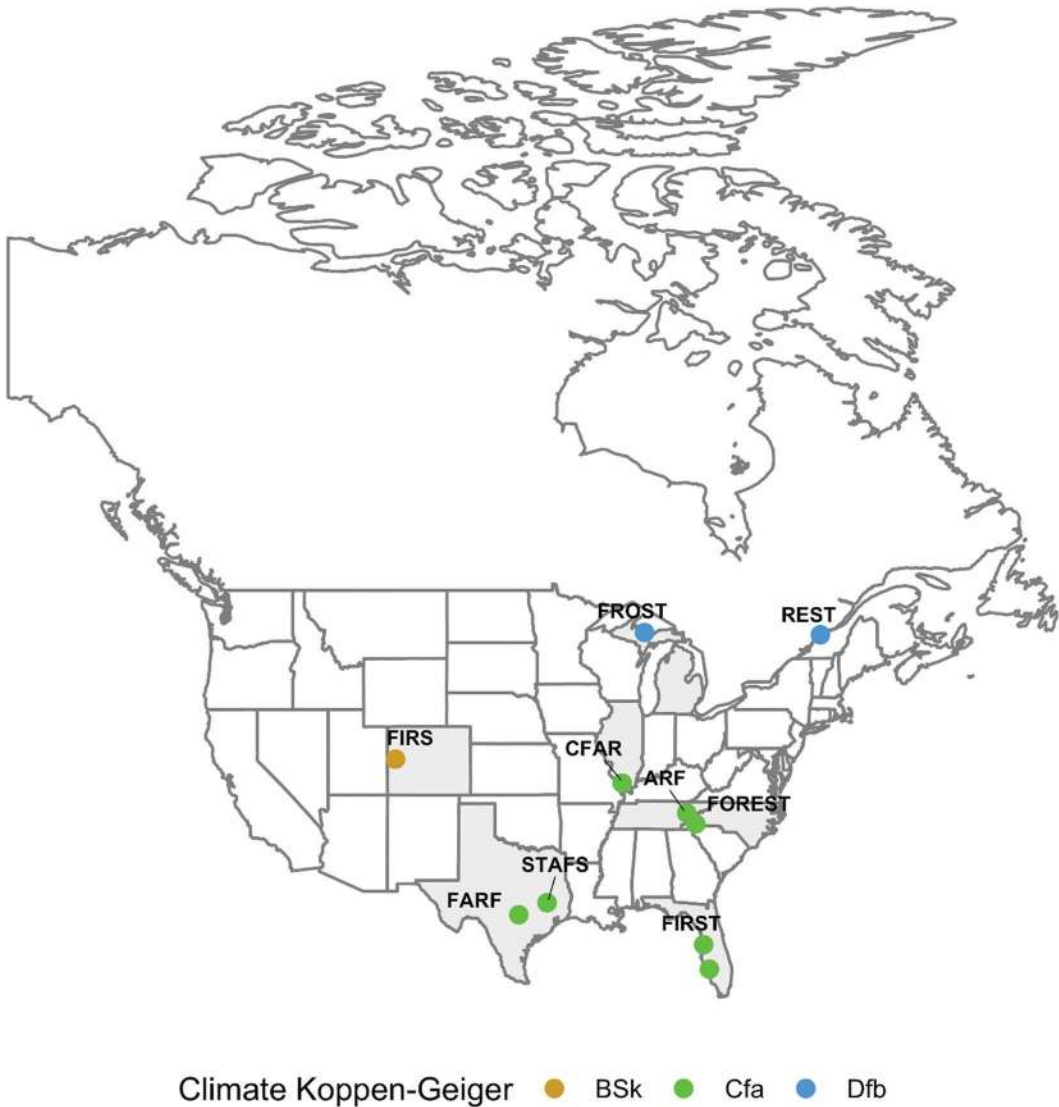 FROST
REST
FIRS
CFAR
ARF
FOREST
STAFS
FARF
FIRST
Climate Koppen-Geiger BSk Cfa Dfb